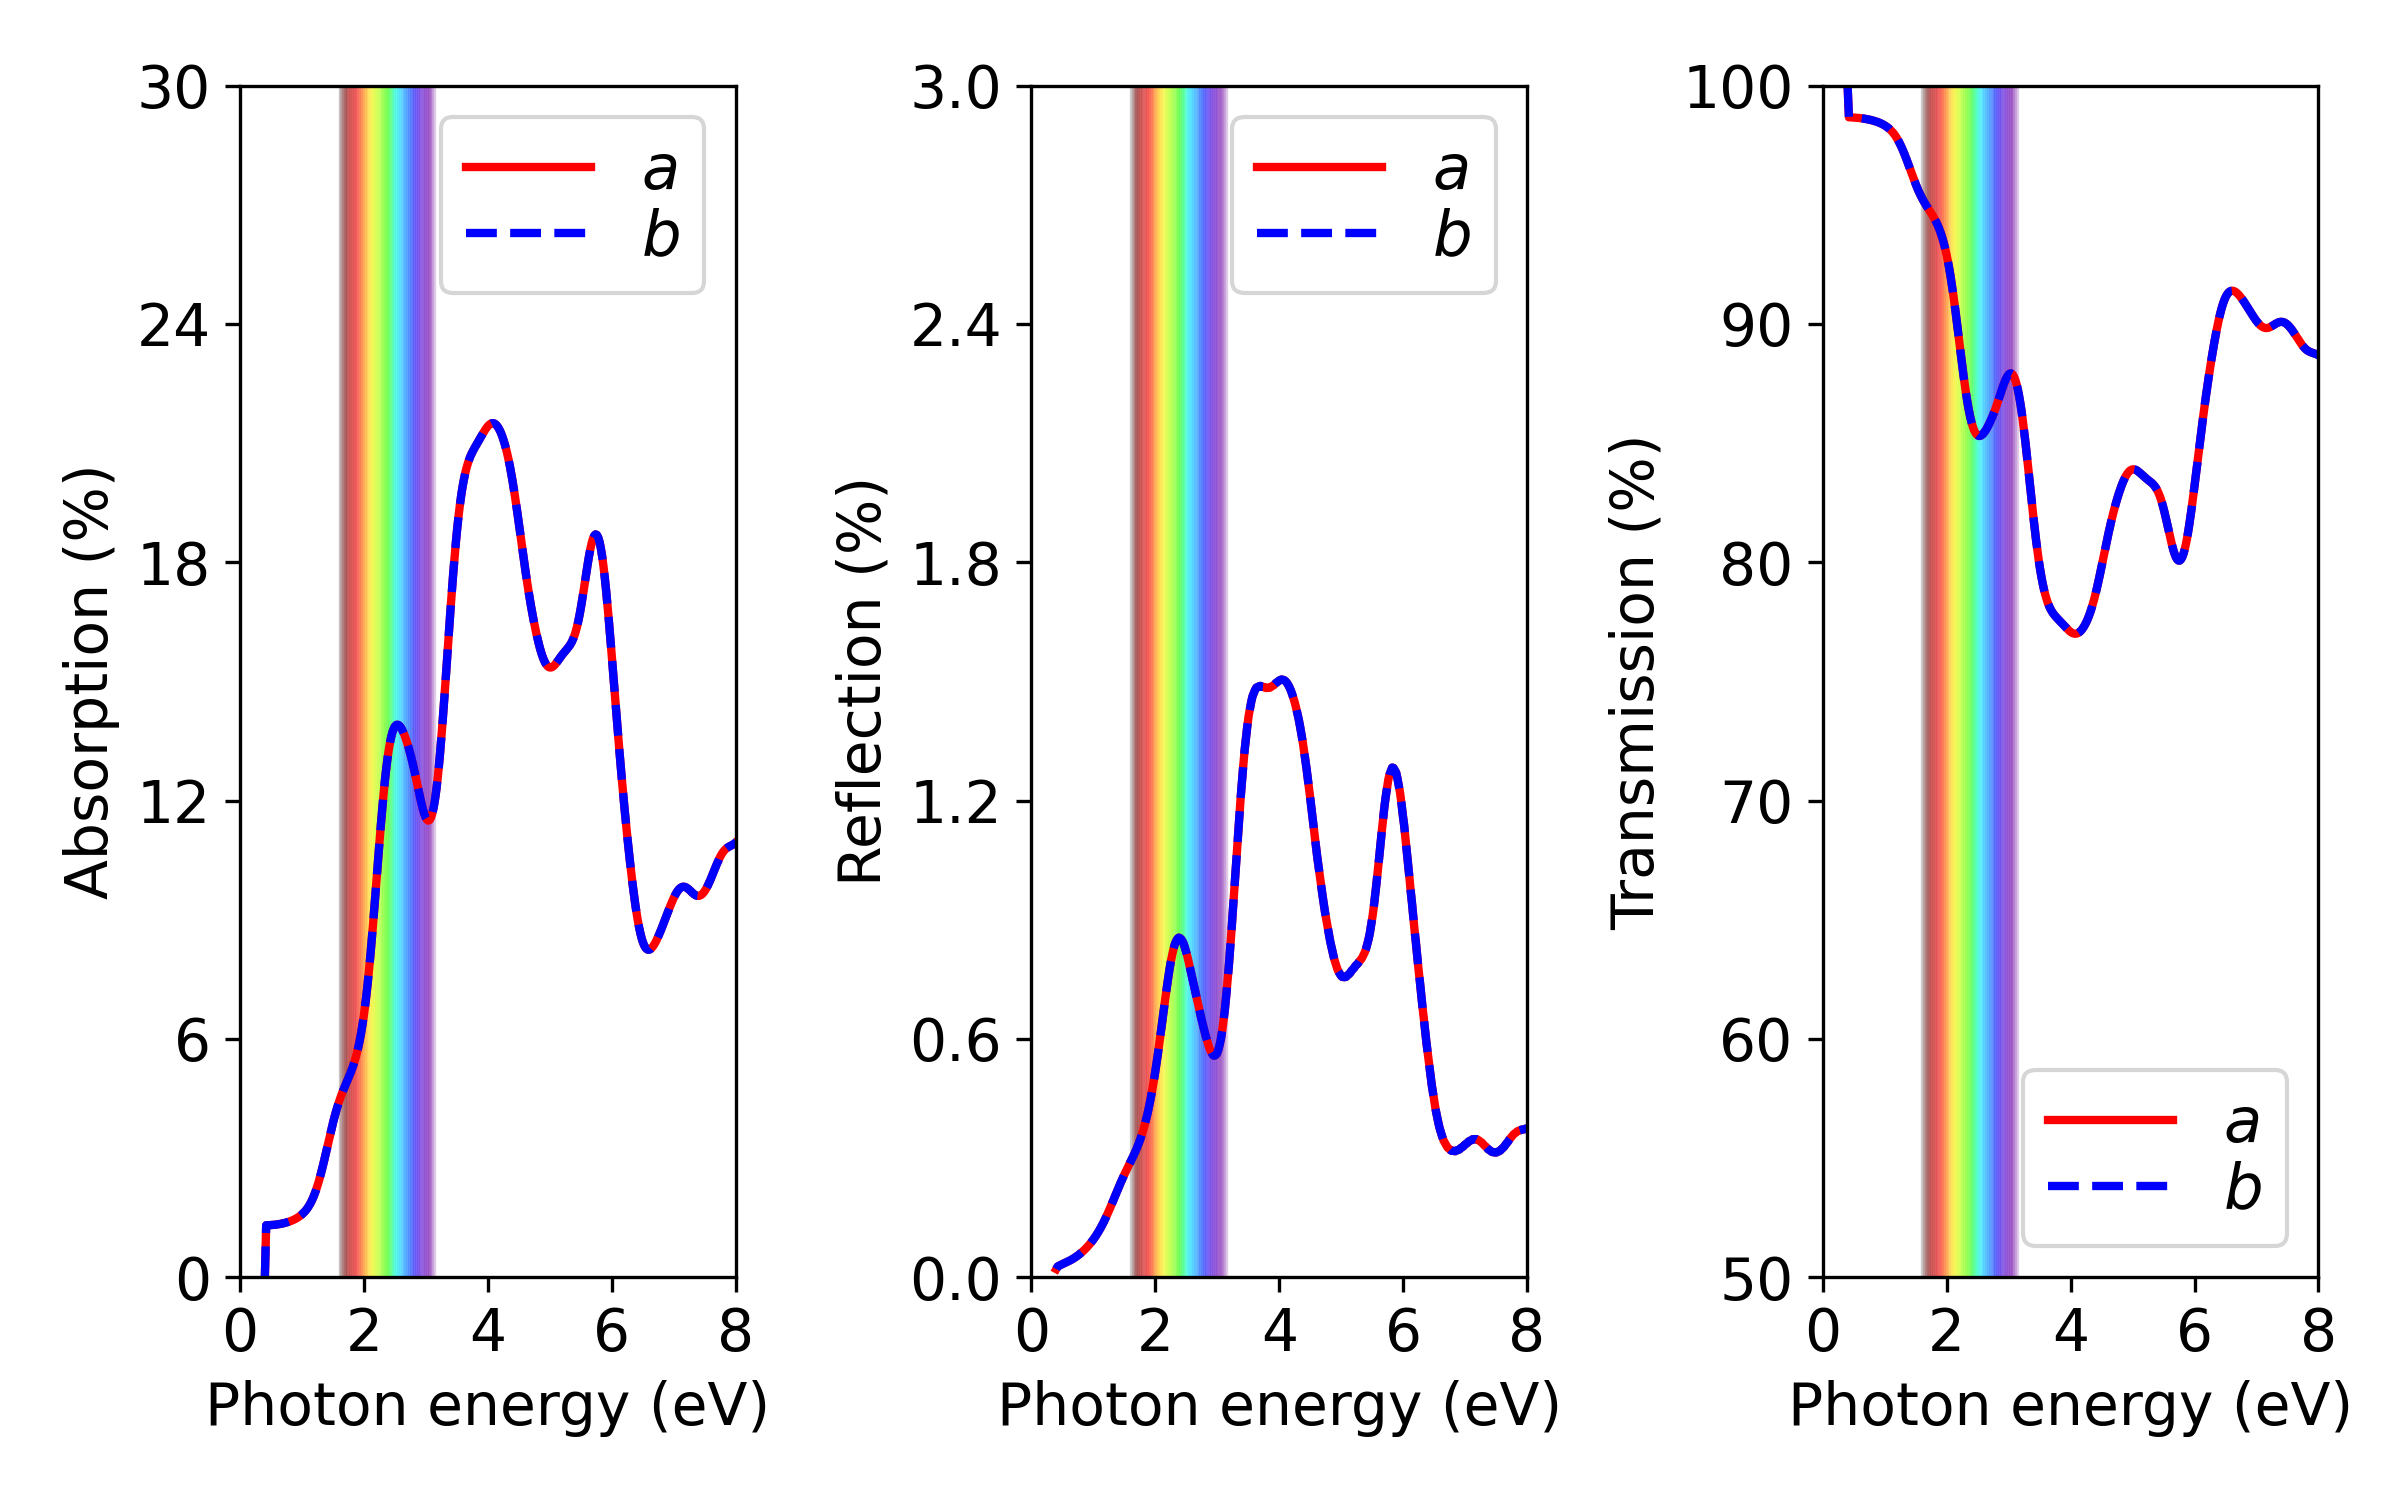 Absorption (%)
30
24
18
12
6
0
0 2 4 6 8
Photon energy (eV)
a
b
Reflection (%)
3.0
2.4
1.8
1.2
0.6
0.0
0 2 4 6 8
Photon energy (eV)
a
b
Transmission (%)
100
90
80
70
60
50
0 2 4 6 8
Photon energy (eV)
a
b